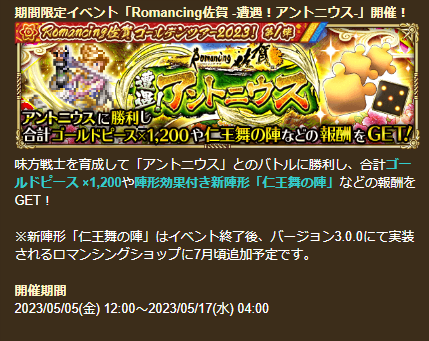 期間限定イベント「Romancing佐賀 -遭遇！アントニウス-」開催！
Romancing佐賀ゴールデンツアー2023！第1弾
Romancing佐賀
遭遇！アントニウス
アントニウスに勝利し
合計ゴールドピース×1,200や仁王舞の陣などの報酬をGET！
味方戦士を育成して「アントニウス」とのバトルに勝利し、合計ゴー
ルドピース ×1,200や陣形効果付き新陣形「仁王舞の陣」などの報酬を
GET！
※新陣形「仁王舞の陣」はイベント終了後、バージョン3.0.0にて実装
されるロマンシングショップに7月頃追加予定です。
開催期間
2023/05/05(金) 12:00～2023/05/17(水) 04:00